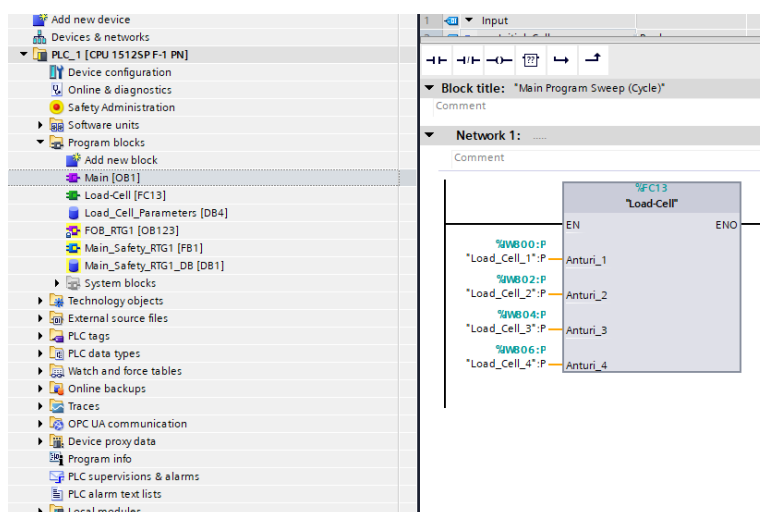 Add new device
Devices & networks
PLC_1 [CPU 1512SP F-1 PN]
Device configuration
Online & diagnostics
Safety Administration
Software units
Program blocks
Add new block
Main [OB1]
Load-Cell [FC13]
Load_Cell_Parameters [DB4]
FOB_RTG1 [OB123]
Main_Safety_RTG1 [FB1]
Main_Safety_RTG1_DB [DB1]
System blocks
Technology objects
External source files
PLC tags
PLC data types
Watch and force tables
Online backups
Traces
OPC UA communication
Device proxy data
Program info
PLC supervisions & alarms
PLC alarm text lists
Local modules
1 Input
??
Block title: "Main Program Sweep (Cycle)"
Comment
Network 1: .....
Comment
%FC13
"Load-Cell"
EN ENO
%IW800:P
"Load_Cell_1":P Anturi_1
%IW802:P
"Load_Cell_2":P Anturi_2
%IW804:P
"Load_Cell_3":P Anturi_3
%IW806:P
"Load_Cell_4":P Anturi_4